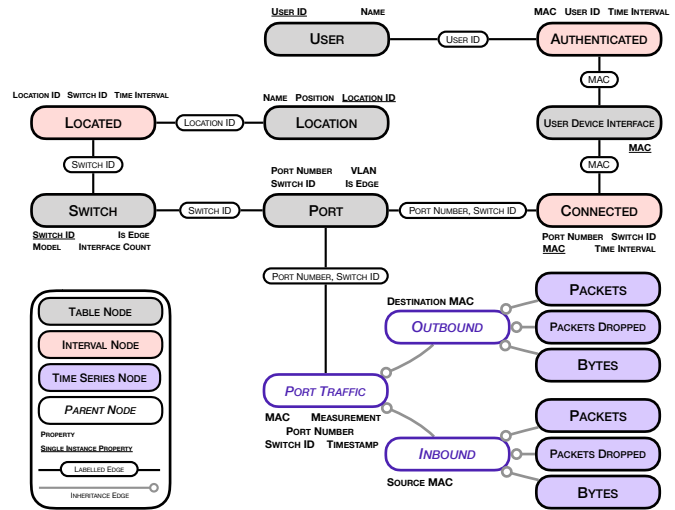 USER ID NAME
USER
USER ID
MAC USER ID TIME INTERVAL
AUTHENTICATED
MAC
LOCATION ID SWITCH ID TIME INTERVAL
LOCATED
LOCATION ID
NAME POSITION LOCATION ID
LOCATION
USER DEVICE INTERFACE
MAC
SWITCH ID
MAC
PORT NUMBER VLAN
SWITCH ID IS EDGE
SWITCH
SWITCH ID
PORT
PORT NUMBER, SWITCH ID
CONNECTED
SWITCH ID IS EDGE
MODEL INTERFACE COUNT
PORT NUMBER SWITCH ID
MAC TIME INTERVAL
PORT NUMBER, SWITCH ID
DESTINATION MAC
OUTBOUND
PACKETS
PACKETS DROPPED
BYTES
PORT TRAFFIC
MAC MEASUREMENT
PORT NUMBER
SWITCH ID TIMESTAMP
INBOUND
SOURCE MAC
PACKETS
PACKETS DROPPED
BYTES
TABLE NODE
INTERVAL NODE
TIME SERIES NODE
PARENT NODE
PROPERTY
SINGLE INSTANCE PROPERTY
LABELLED EDGE
INHERITANCE EDGE